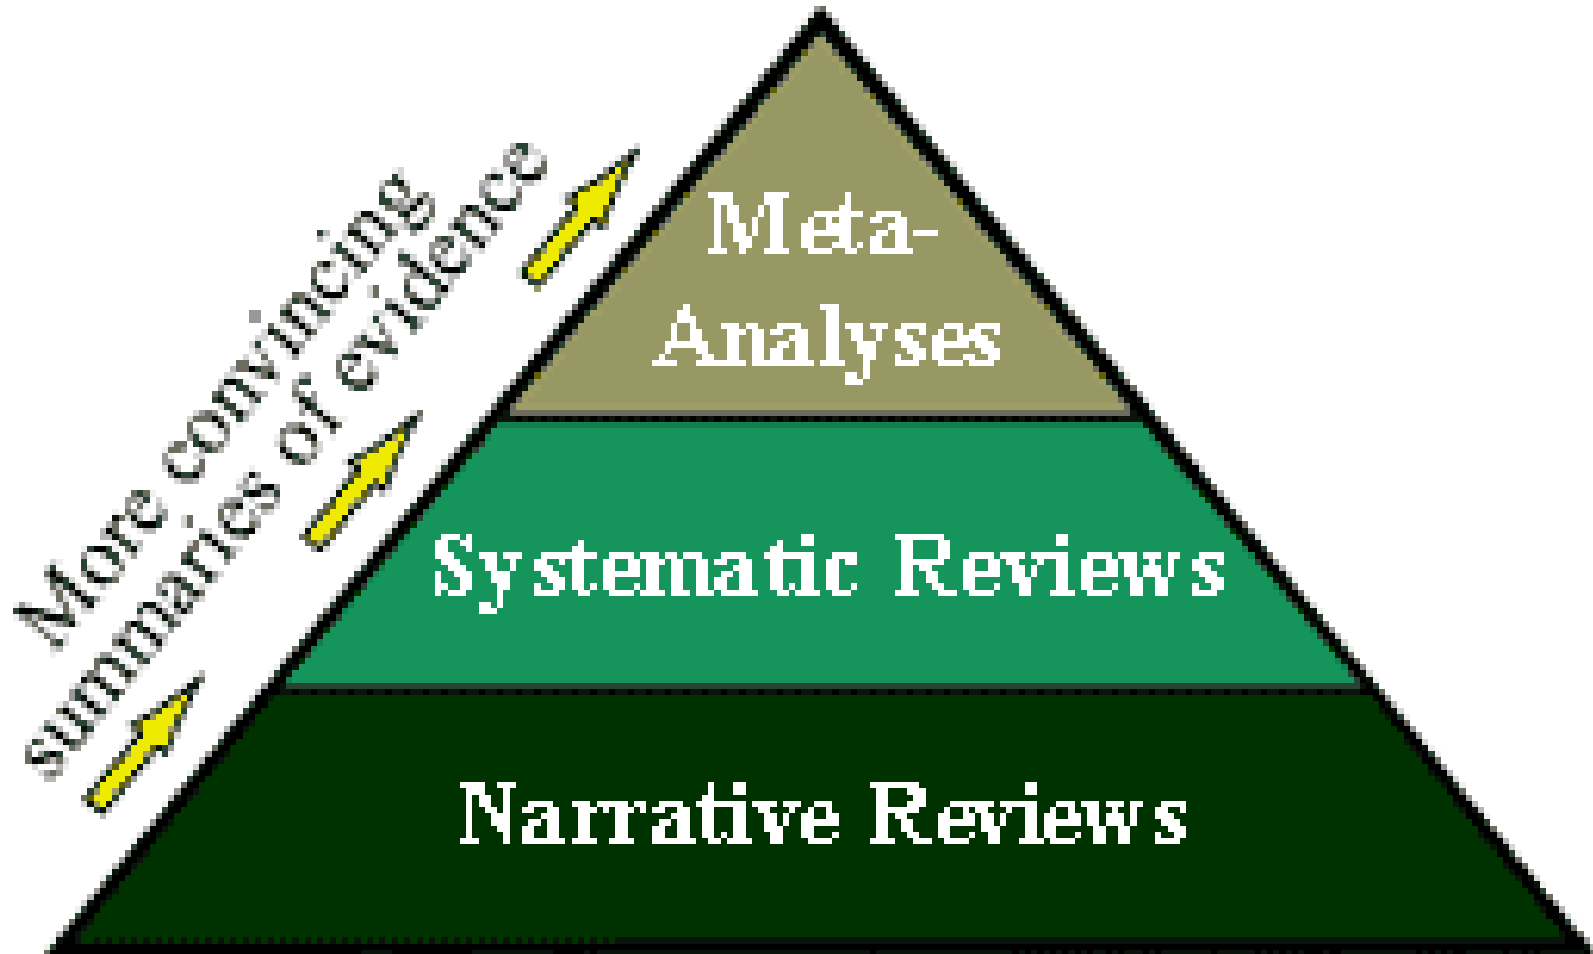 More convincing
summaries of evidence
Meta-
Analyses
Systematic Reviews
Narrative Reviews